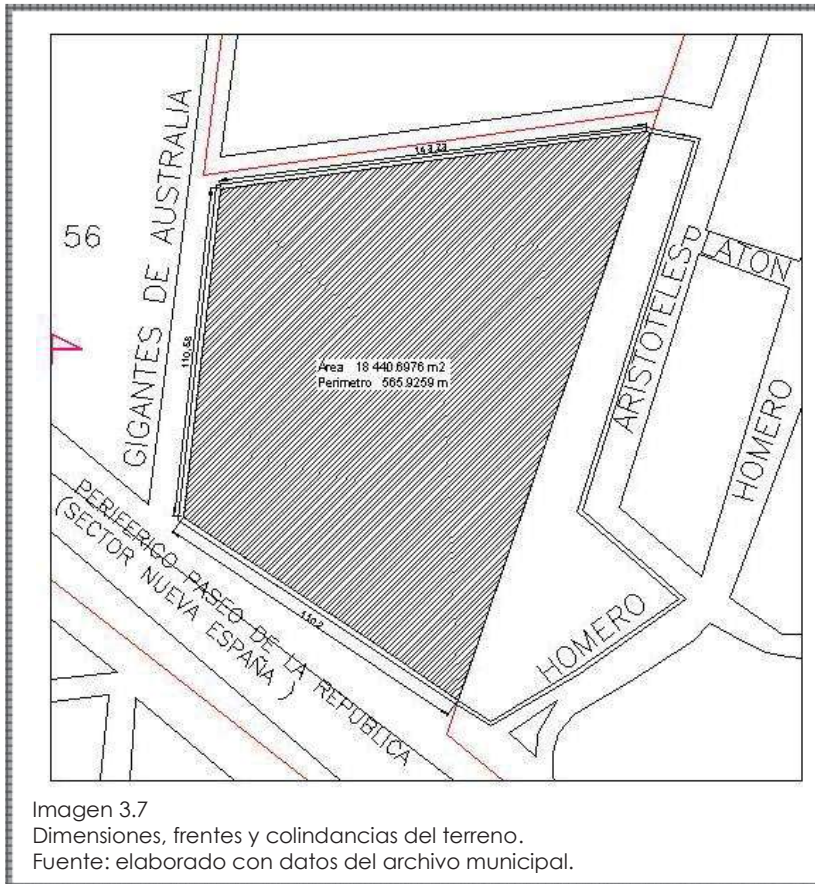 GIGANTES DE AUSTRALIA
56
110.58
Area 18 440.6976 m2
Perimetro 565.9259 m
ARISTOTELES
PLATON
HOMERO
HOMERO
PERIFERICO PASEO DE LA REPUBLICA
(SECTOR NUEVA ESPAÑA )
Imagen 3.7
Dimensiones, frentes y colindancias del terreno.
Fuente: elaborado con datos del archivo municipal.